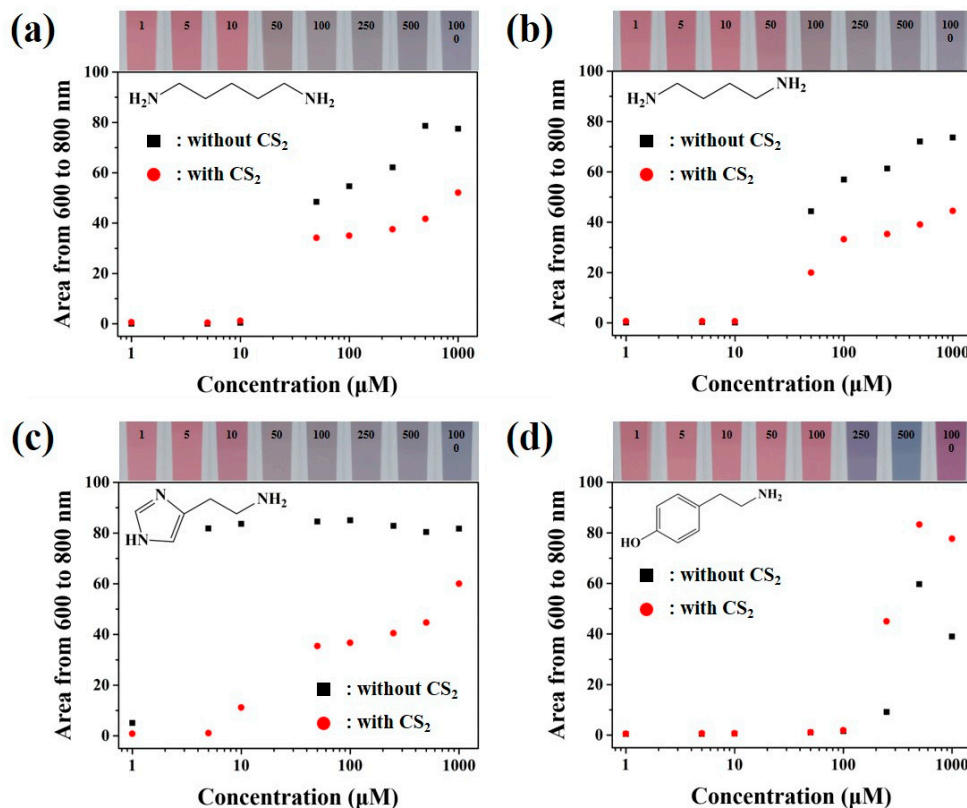 (a)
1 5 10 50 100 250 500 100
0
100
80
60
40
20
0
Area from 600 to 800 nm
H2N NH2
: without CS2
: with CS2
1 10 100 1000
Concentration (μM)
(b)
1 5 10 50 100 250 500 100
0
100
80
60
40
20
0
Area from 600 to 800 nm
NH2
H2N
: without CS2
: with CS2
1 10 100 1000
Concentration (μM)
(c)
1 5 10 50 100 250 500 100
0
100
80
60
40
20
0
Area from 600 to 800 nm
N NH2
HN
: without CS2
: with CS2
1 10 100 1000
Concentration (μM)
(d)
1 5 10 50 100 250 500 100
0
100
80
60
40
20
0
Area from 600 to 800 nm
NH2
HO
: without CS2
: with CS2
1 10 100 1000
Concentration (μM)